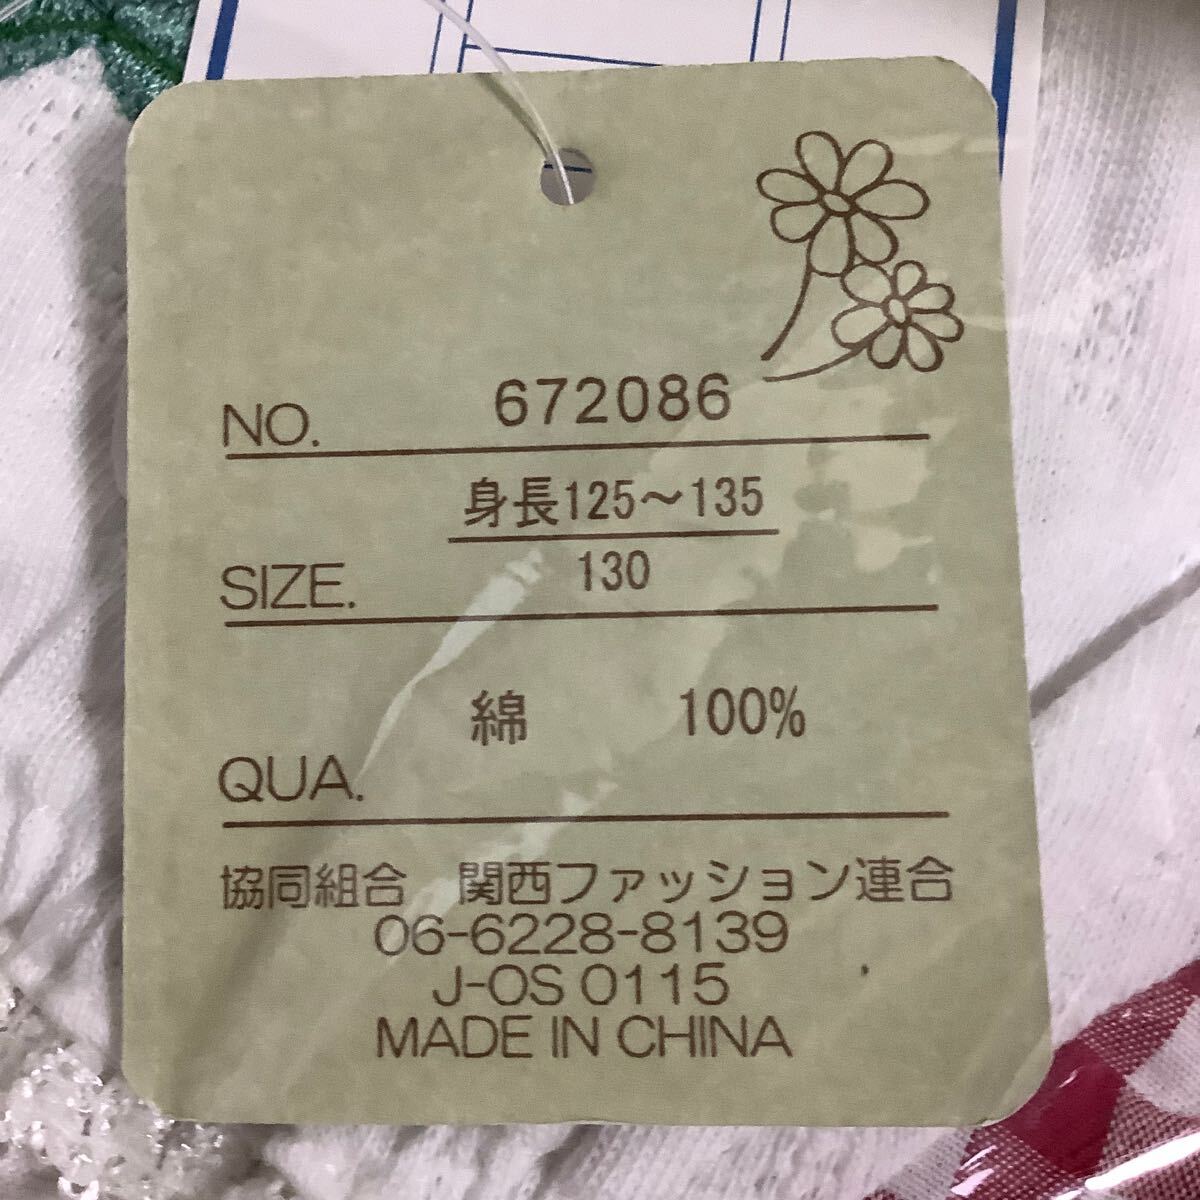 NO. 672086
身長125～135
SIZE. 130
綿 100%
QUA.
協同組合 関西ファッション連合
06-6228-8139
J-OS 0115
MADE IN CHINA